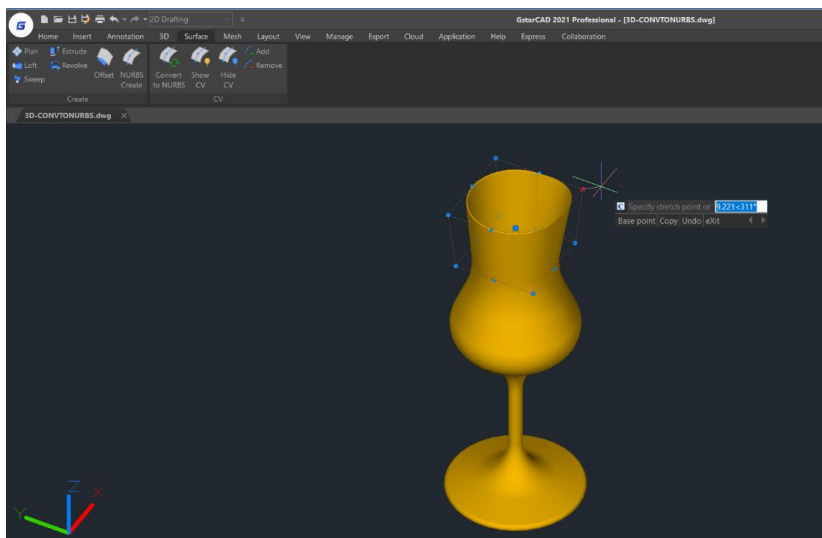 G
2D Drafting
GstarCAD 2021 Professional - [3D-CONVTONURBS.dwg]
Home Insert Annotation 3D Surface Mesh Layout View Manage Export Cloud Application Help Express Collaboration
Plan Extrude
Loft Revolve
Sweep
Offset NURBS Create
Convert to NURBS Show CV Hide CV
Add
Remove
Create CV
3D-CONVTONURBS.dwg
Specify stretch point or 9.221<311°
Base point Copy Undo eXit
Z
X
Y